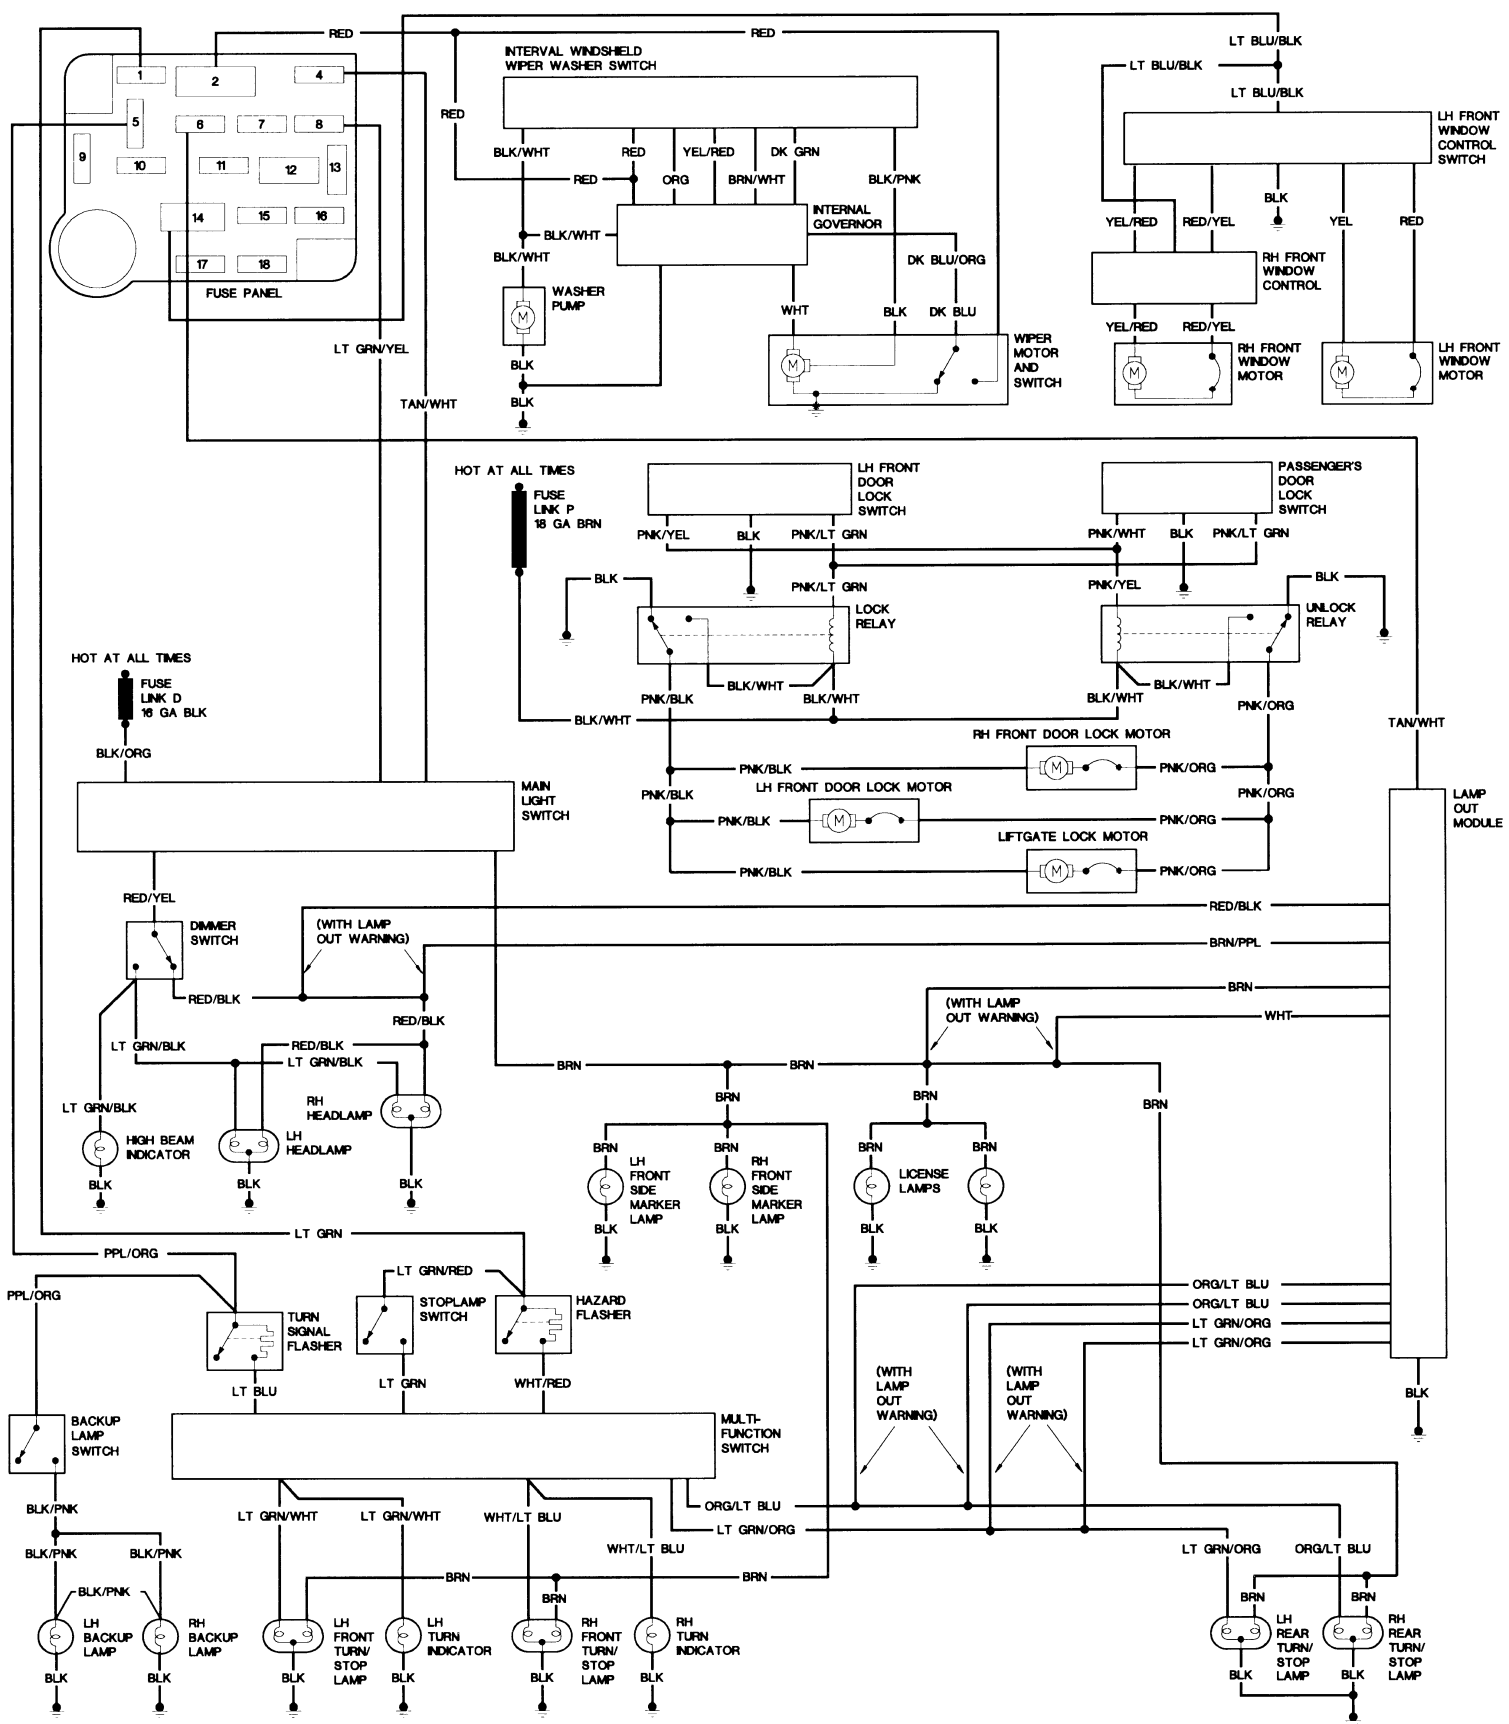 RED
RED
LT BLU/BLK
LT BLU/BLK
LT BLU/BLK
INTERVAL WINDSHIELD
WIPER WASHER SWITCH
1
2
4
5
6
7
8
9
10
11
12
13
14
15
16
17
18
FUSE PANEL
RED
BLK/WHT
RED
YEL/RED
DK GRN
RED
ORG
BRN/WHT
BLK/PNK
INTERNAL
GOVERNOR
BLK/WHT
BLK/WHT
DK BLU/ORG
WASHER
PUMP
M
WHT
BLK
DK BLU
BLK
BLK
M
WIPER
MOTOR
AND
SWITCH
LH FRONT
WINDOW
CONTROL
SWITCH
BLK
YEL/RED
RED/YEL
YEL
RED
RH FRONT
WINDOW
CONTROL
YEL/RED
RED/YEL
M
RH FRONT
WINDOW
MOTOR
M
LH FRONT
WINDOW
MOTOR
LT GRN/YEL
TAN/WHT
HOT AT ALL TIMES
FUSE
LINK P
18 GA BRN
LH FRONT
DOOR
LOCK
SWITCH
PASSENGER'S
DOOR
LOCK
SWITCH
PNK/YEL
BLK
PNK/LT GRN
PNK/WHT
BLK
PNK/LT GRN
BLK
PNK/LT GRN
PNK/YEL
BLK
LOCK
RELAY
UNLOCK
RELAY
HOT AT ALL TIMES
FUSE
LINK D
16 GA BLK
BLK/ORG
BLK/WHT
PNK/BLK
BLK/WHT
BLK/WHT
BLK/WHT
BLK/WHT
PNK/ORG
TAN/WHT
RH FRONT DOOR LOCK MOTOR
PNK/BLK
M
PNK/ORG
PNK/BLK
LH FRONT DOOR LOCK MOTOR
PNK/ORG
PNK/BLK
M
PNK/ORG
LIFTGATE LOCK MOTOR
PNK/BLK
M
PNK/ORG
MAIN
LIGHT
SWITCH
LAMP
OUT
MODULE
RED/YEL
DIMMER
SWITCH
(WITH LAMP
OUT WARNING)
RED/BLK
BRN/PPL
BRN
WHT
RED/BLK
RED/BLK
(WITH LAMP
OUT WARNING)
LT GRN/BLK
RED/BLK
LT GRN/BLK
BRN
BRN
BRN
BRN
BRN
LT GRN/BLK
RH
HEADLAMP
HIGH BEAM
INDICATOR
LH
HEADLAMP
BLK
BLK
BLK
BRN
BRN
BRN
BRN
LH
FRONT
SIDE
MARKER
LAMP
RH
FRONT
SIDE
MARKER
LAMP
LICENSE
LAMPS
BLK
BLK
BLK
BLK
LT GRN
PPL/ORG
PPL/ORG
LT GRN/RED
TURN
SIGNAL
FLASHER
STOPLAMP
SWITCH
HAZARD
FLASHER
ORG/LT BLU
ORG/LT BLU
LT GRN/ORG
LT GRN/ORG
LT BLU
LT GRN
WHT/RED
(WITH
LAMP
OUT
WARNING)
(WITH
LAMP
OUT
WARNING)
BLK
BACKUP
LAMP
SWITCH
MULTI-
FUNCTION
SWITCH
BLK/PNK
LT GRN/WHT
LT GRN/WHT
WHT/LT BLU
ORG/LT BLU
LT GRN/ORG
BLK/PNK
BLK/PNK
WHT/LT BLU
LT GRN/ORG
ORG/LT BLU
BLK/PNK
BRN
BRN
BRN
BRN
BRN
LH
BACKUP
LAMP
RH
BACKUP
LAMP
LH
FRONT
TURN/
STOP
LAMP
LH
TURN
INDICATOR
RH
FRONT
TURN/
STOP
LAMP
RH
TURN
INDICATOR
LH
REAR
TURN/
STOP
LAMP
RH
REAR
TURN/
STOP
LAMP
BLK
BLK
BLK
BLK
BLK
BLK
BLK
BLK